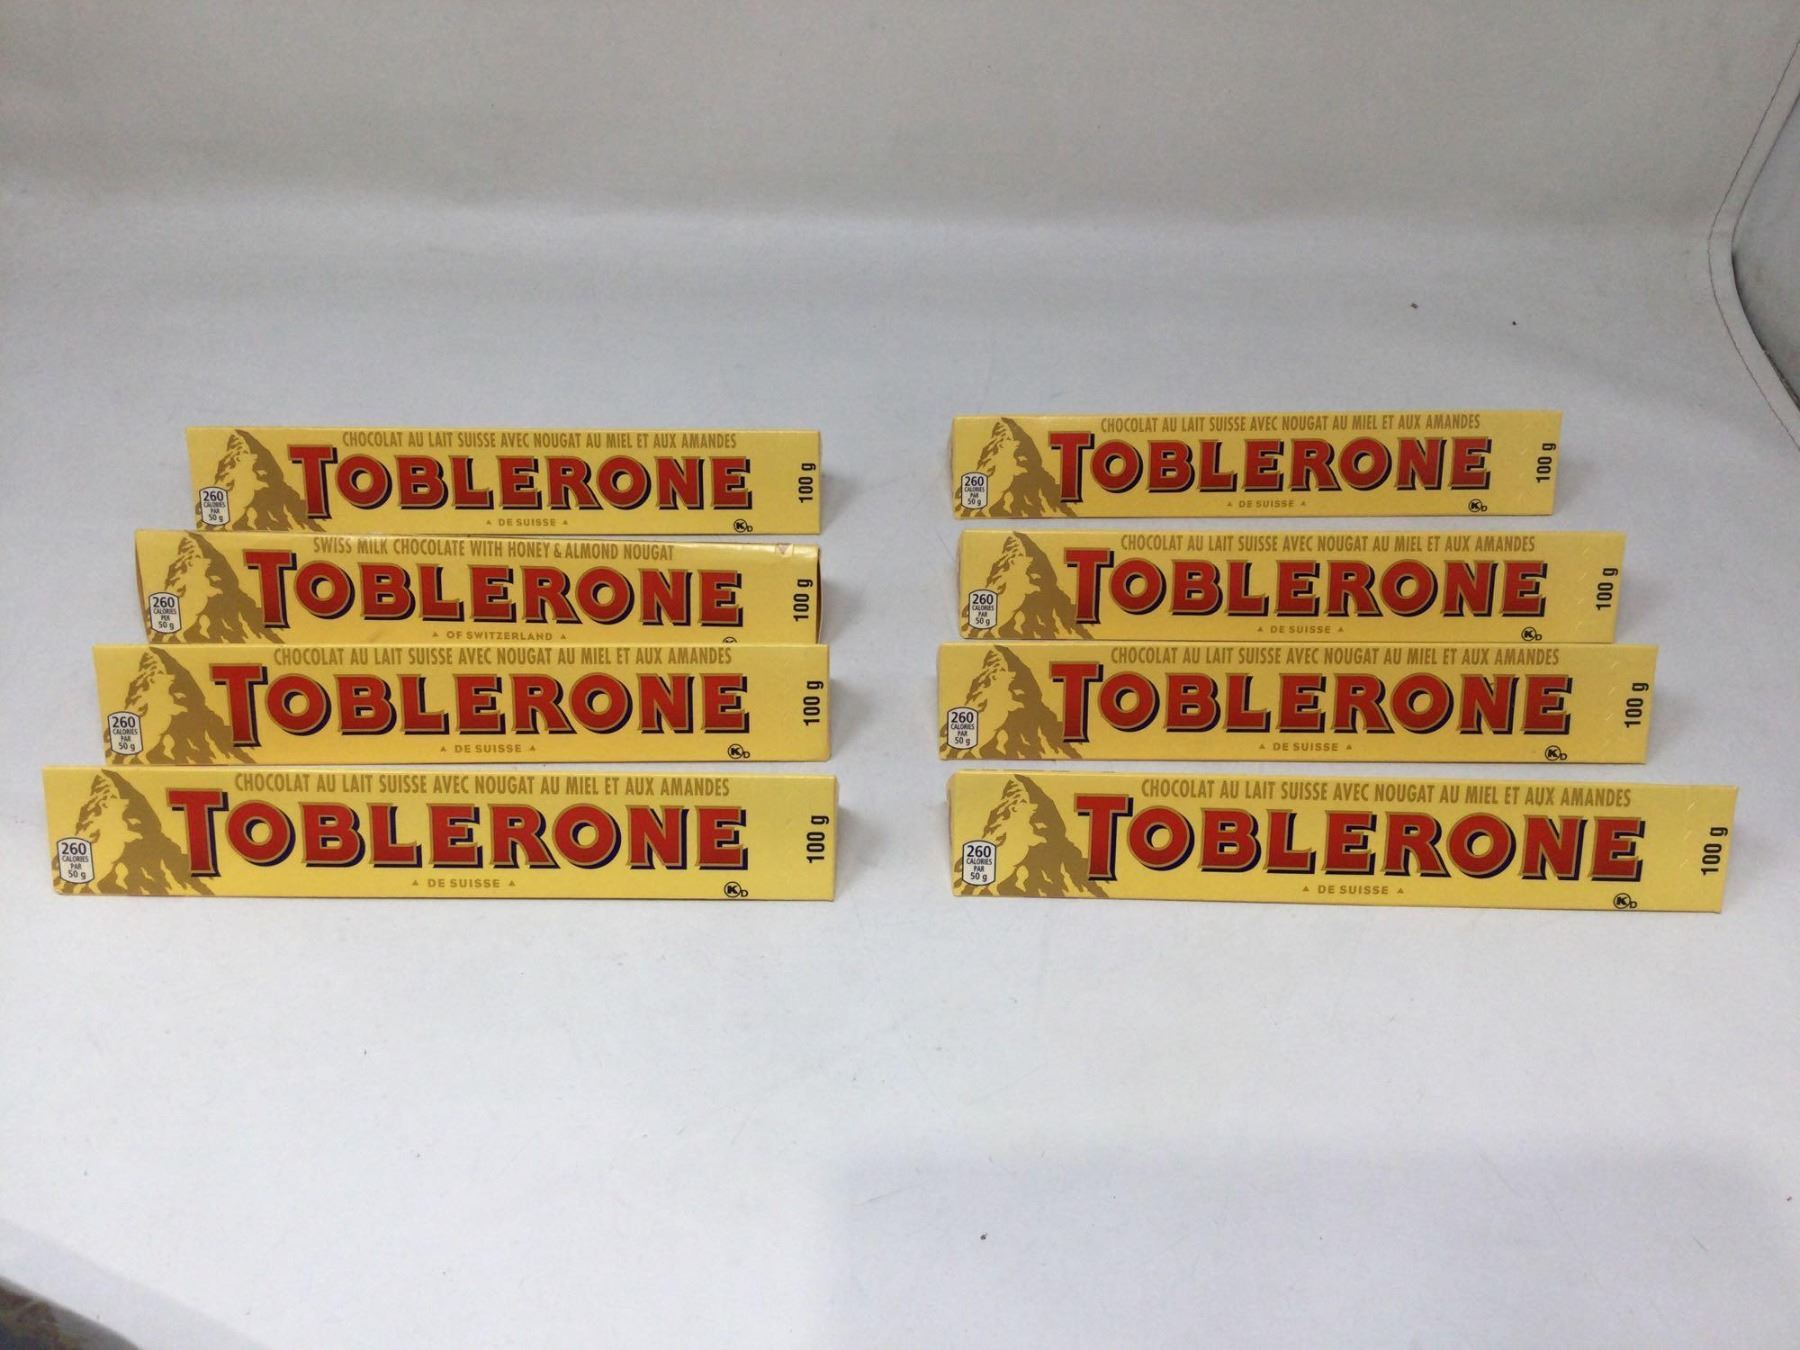 CHOCOLAT AU LAIT SUISSE AVEC NOUGAT AU MIEL ET AUX AMANDES
TOBLERONE
DE SUISSE
260
CALORIES
PAR
50 g
100 g
K D
SWISS MILK CHOCOLATE WITH HONEY & ALMOND NOUGAT
TOBLERONE
OF SWITZERLAND
260
CALORIES
PER
50 g
100 g
CHOCOLAT AU LAIT SUISSE AVEC NOUGAT AU MIEL ET AUX AMANDES
TOBLERONE
DE SUISSE
260
CALORIES
PAR
50 g
100 g
K D
CHOCOLAT AU LAIT SUISSE AVEC NOUGAT AU MIEL ET AUX AMANDES
TOBLERONE
DE SUISSE
260
CALORIES
PAR
50 g
100 g
K D
CHOCOLAT AU LAIT SUISSE AVEC NOUGAT AU MIEL ET AUX AMANDES
TOBLERONE
DE SUISSE
260
CALORIES
PAR
50 g
100 g
K D
CHOCOLAT AU LAIT SUISSE AVEC NOUGAT AU MIEL ET AUX AMANDES
TOBLERONE
DE SUISSE
260
CALORIES
PAR
50 g
100 g
K D
CHOCOLAT AU LAIT SUISSE AVEC NOUGAT AU MIEL ET AUX AMANDES
TOBLERONE
DE SUISSE
260
CALORIES
PAR
50 g
100 g
K D
CHOCOLAT AU LAIT SUISSE AVEC NOUGAT AU MIEL ET AUX AMANDES
TOBLERONE
DE SUISSE
260
CALORIES
PAR
50 g
100 g
K D